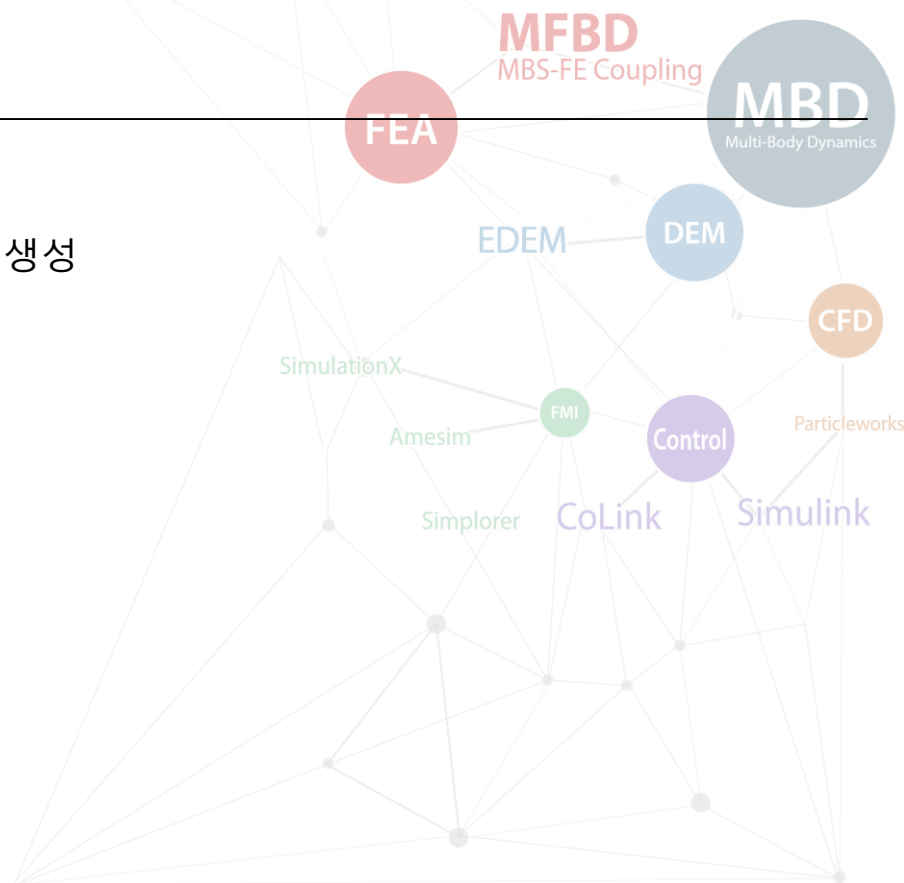 MFBD
MBS-FE Coupling
MBD
Multi-Body Dynamics
FEA
생성
EDEM
DEM
CFD
SimulationX
FMI
Amesim
Control
Particleworks
Simplorer
CoLink
Simulink